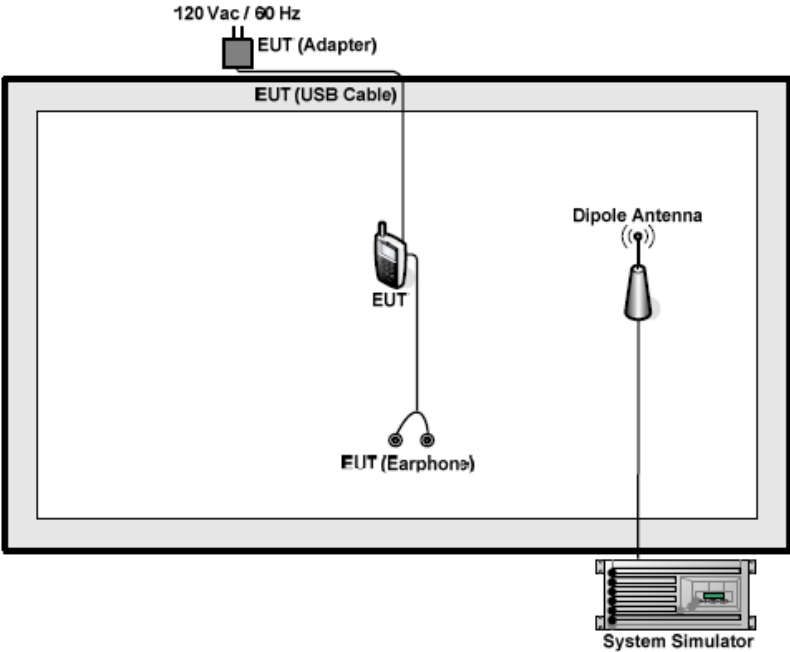 120 Vac / 60 Hz
EUT (Adapter)
EUT (USB Cable)
Dipole Antenna
EUT
EUT (Earphone)
System Simulator